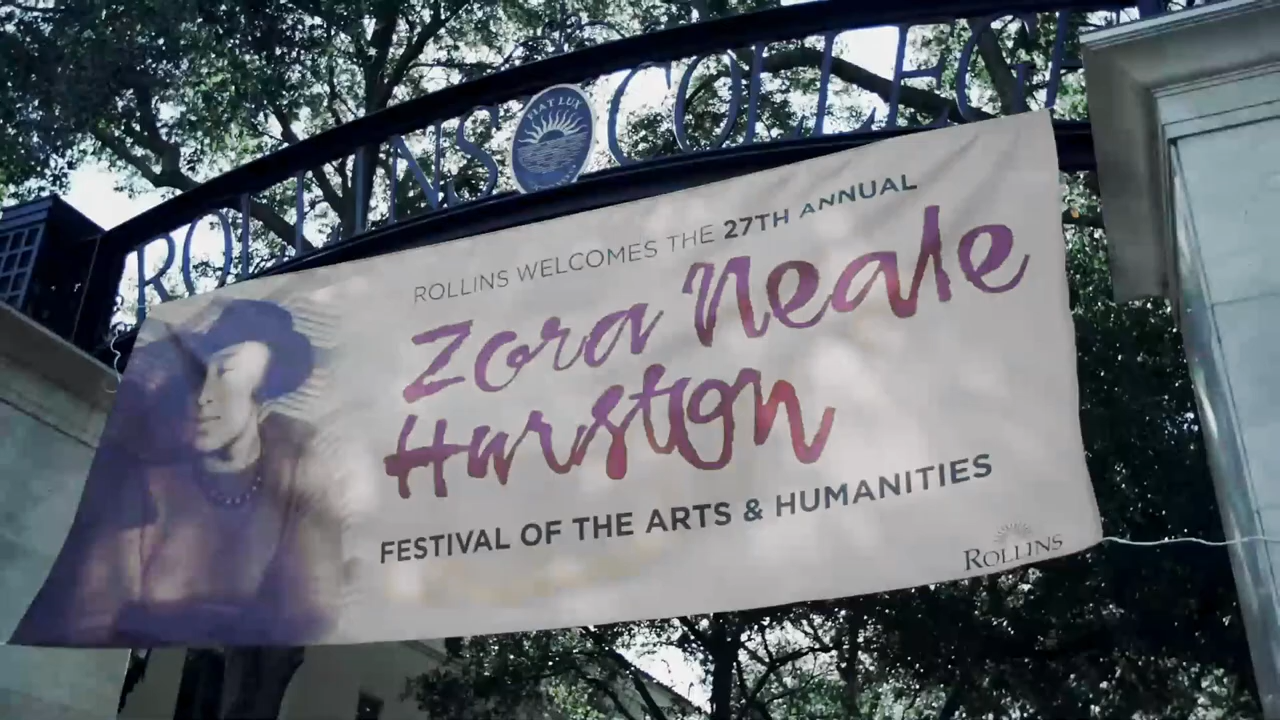 ROLLINS COLLEGE
FIAT LUX
ROLLINS WELCOMES THE 27TH ANNUAL
Zora Neale
Hurston
FESTIVAL OF THE ARTS & HUMANITIES
ROLLINS